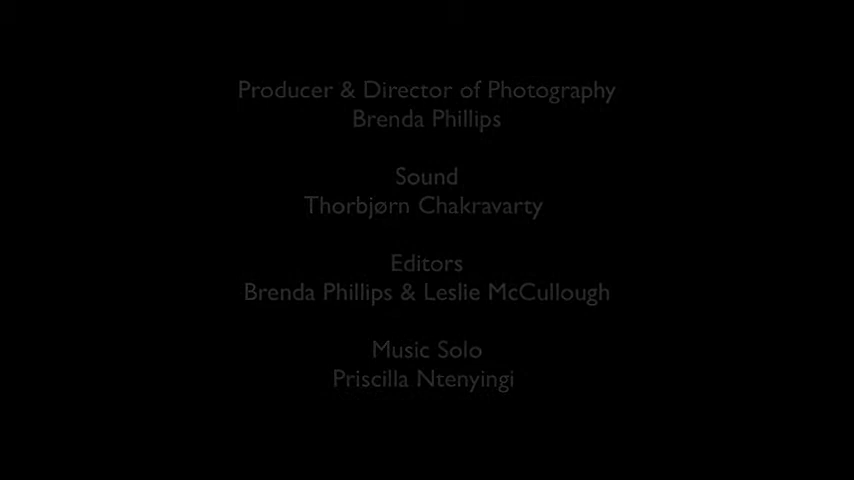 Producer & Director of Photography
Brenda Phillips
Sound
Thorbjørn Chakravarty
Editors
Brenda Phillips & Leslie McCullough
Music Solo
Priscilla Ntenyingi